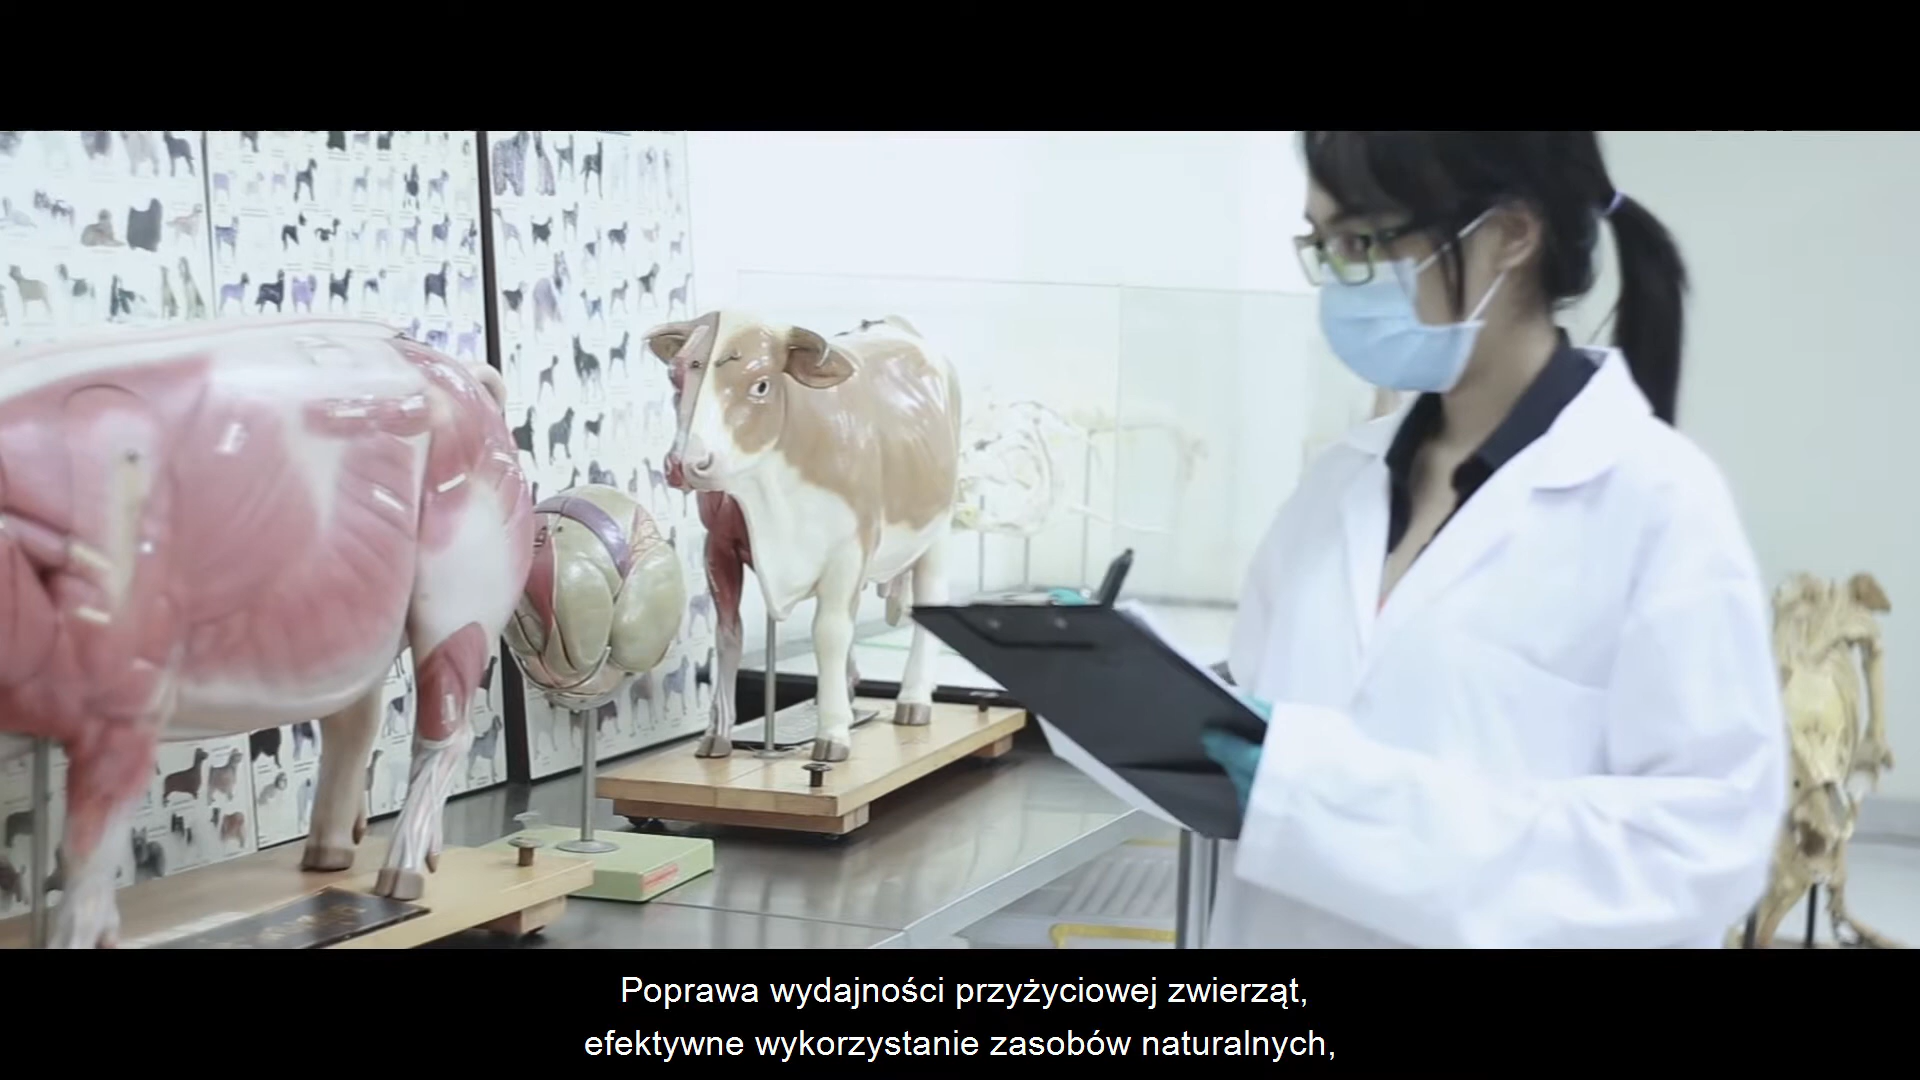 Poprawa wydajności przyżyciowej zwierząt,
efektywne wykorzystanie zasobów naturalnych,